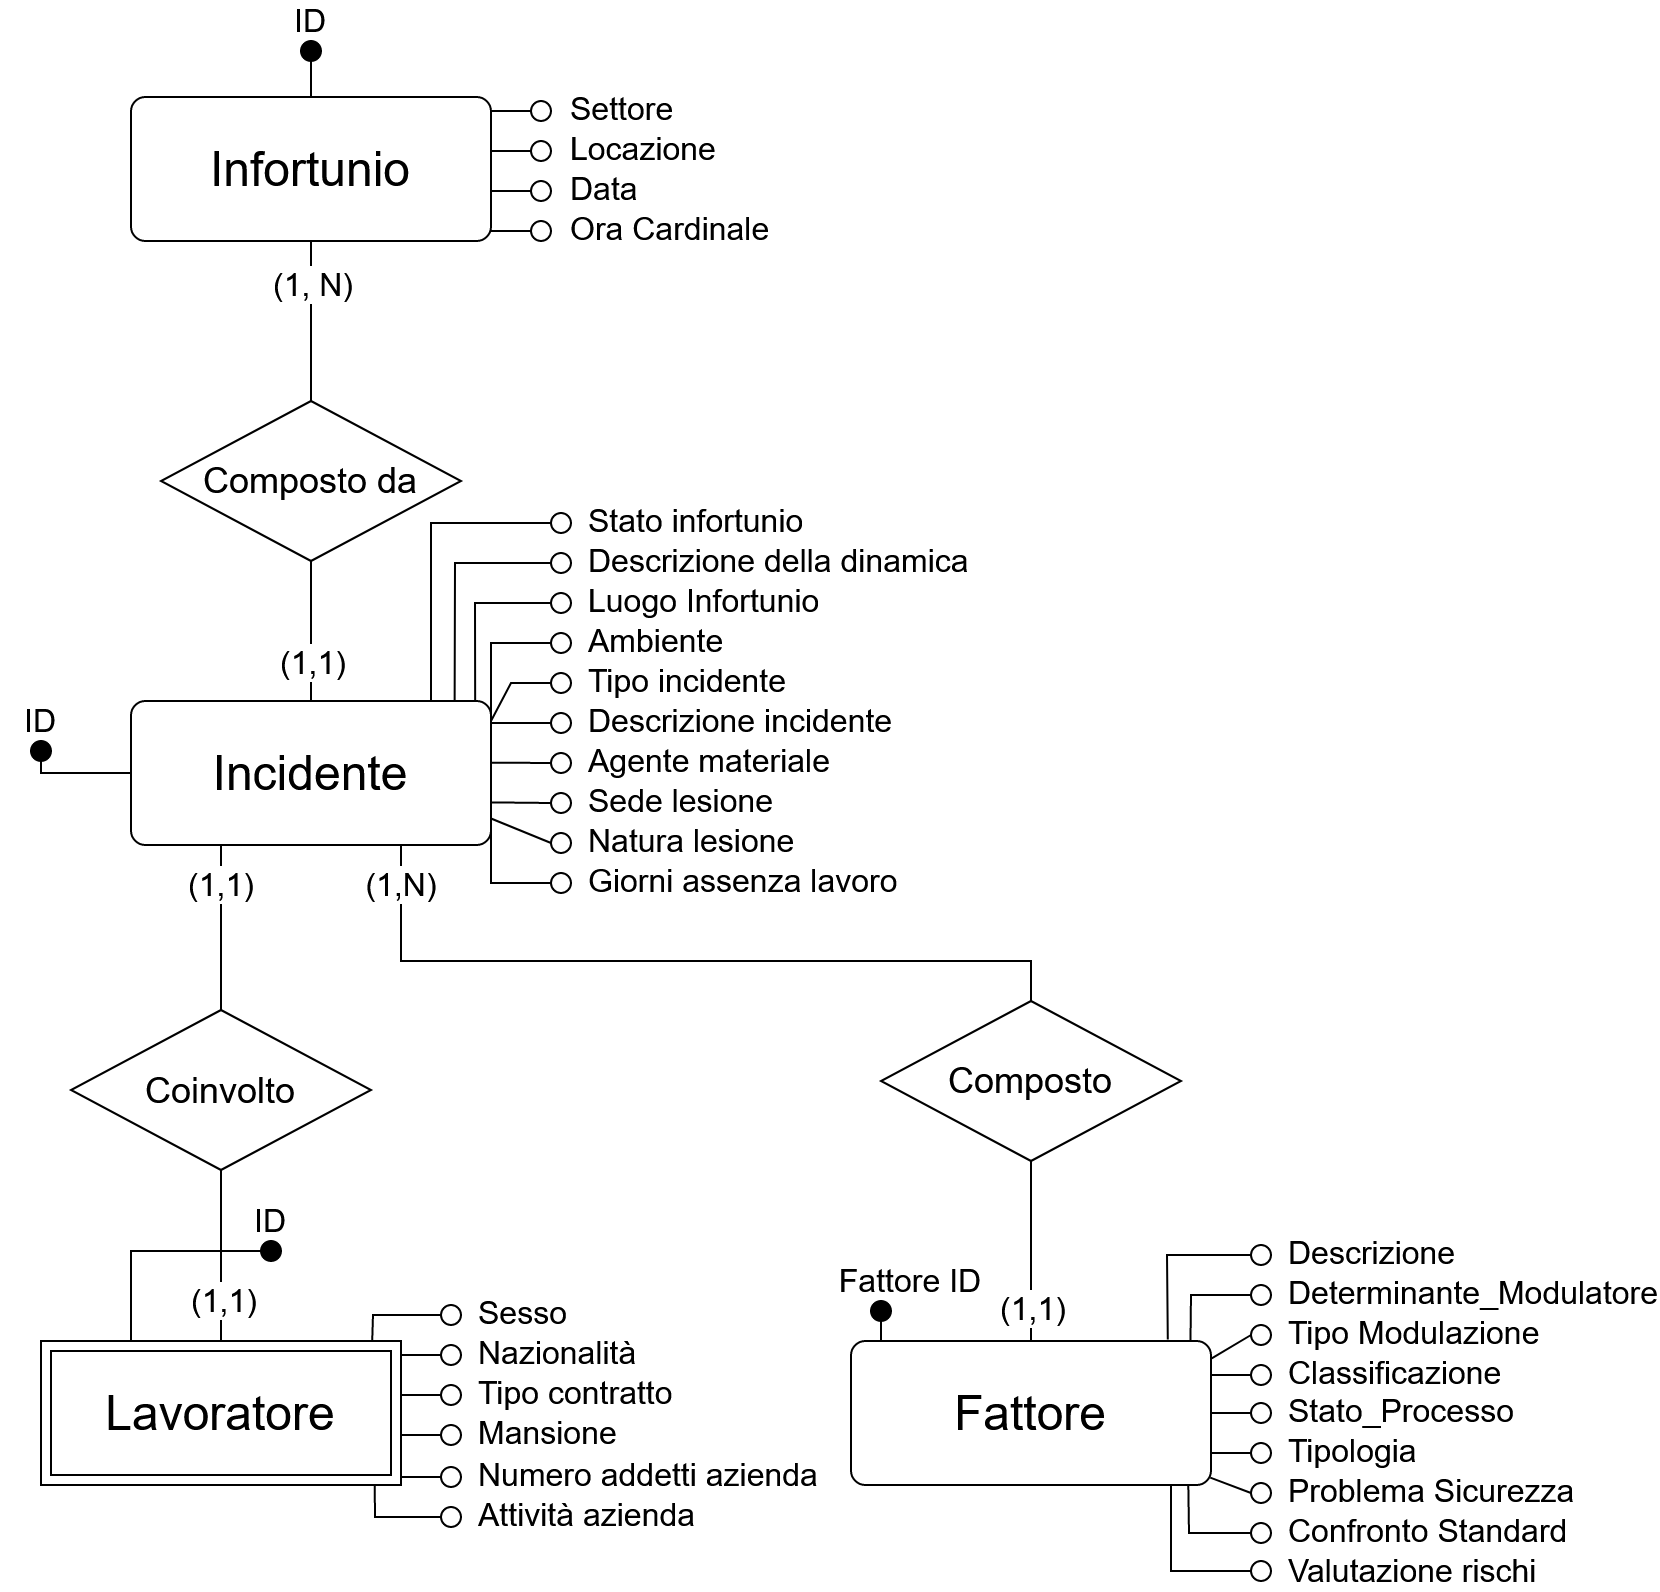 ID
Infortunio
Settore
Locazione
Data
Ora Cardinale
(1, N)
Composto da
(1,1)
Stato infortunio
Descrizione della dinamica
Luogo Infortunio
Ambiente
Tipo incidente
Descrizione incidente
Agente materiale
Sede lesione
Natura lesione
Giorni assenza lavoro
ID
Incidente
(1,1)
(1,N)
Coinvolto
Composto
ID
(1,1)
Lavoratore
Sesso
Nazionalità
Tipo contratto
Mansione
Numero addetti azienda
Attività azienda
Fattore ID
(1,1)
Fattore
Descrizione
Determinante_Modulatore
Tipo Modulazione
Classificazione
Stato_Processo
Tipologia
Problema Sicurezza
Confronto Standard
Valutazione rischi